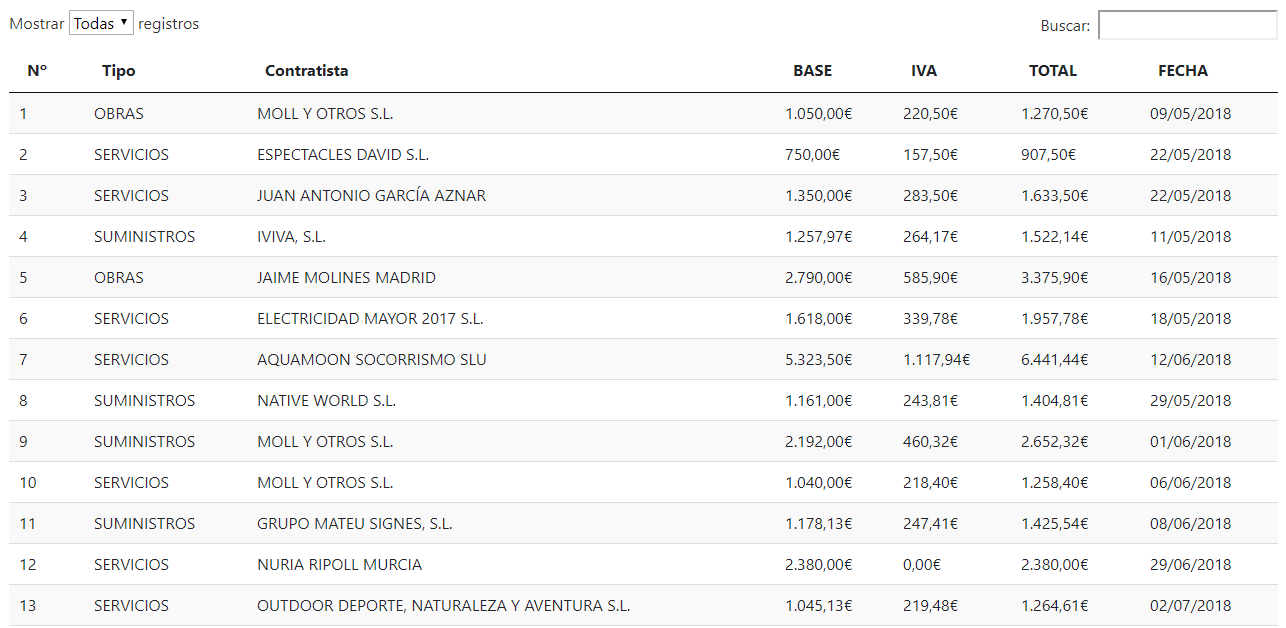 Mostrar Todas registros Buscar:
Nº Tipo Contratista BASE IVA TOTAL FECHA
1 OBRAS MOLL Y OTROS S.L. 1.050,00€ 220,50€ 1.270,50€ 09/05/2018
2 SERVICIOS ESPECTACLES DAVID S.L. 750,00€ 157,50€ 907,50€ 22/05/2018
3 SERVICIOS JUAN ANTONIO GARCÍA AZNAR 1.350,00€ 283,50€ 1.633,50€ 22/05/2018
4 SUMINISTROS IVIVA, S.L. 1.257,97€ 264,17€ 1.522,14€ 11/05/2018
5 OBRAS JAIME MOLINES MADRID 2.790,00€ 585,90€ 3.375,90€ 16/05/2018
6 SERVICIOS ELECTRICIDAD MAYOR 2017 S.L. 1.618,00€ 339,78€ 1.957,78€ 18/05/2018
7 SERVICIOS AQUAMOON SOCORRISMO SLU 5.323,50€ 1.117,94€ 6.441,44€ 12/06/2018
8 SUMINISTROS NATIVE WORLD S.L. 1.161,00€ 243,81€ 1.404,81€ 29/05/2018
9 SUMINISTROS MOLL Y OTROS S.L. 2.192,00€ 460,32€ 2.652,32€ 01/06/2018
10 SERVICIOS MOLL Y OTROS S.L. 1.040,00€ 218,40€ 1.258,40€ 06/06/2018
11 SUMINISTROS GRUPO MATEU SIGNES, S.L. 1.178,13€ 247,41€ 1.425,54€ 08/06/2018
12 SERVICIOS NURIA RIPOLL MURCIA 2.380,00€ 0,00€ 2.380,00€ 29/06/2018
13 SERVICIOS OUTDOOR DEPORTE, NATURALEZA Y AVENTURA S.L. 1.045,13€ 219,48€ 1.264,61€ 02/07/2018